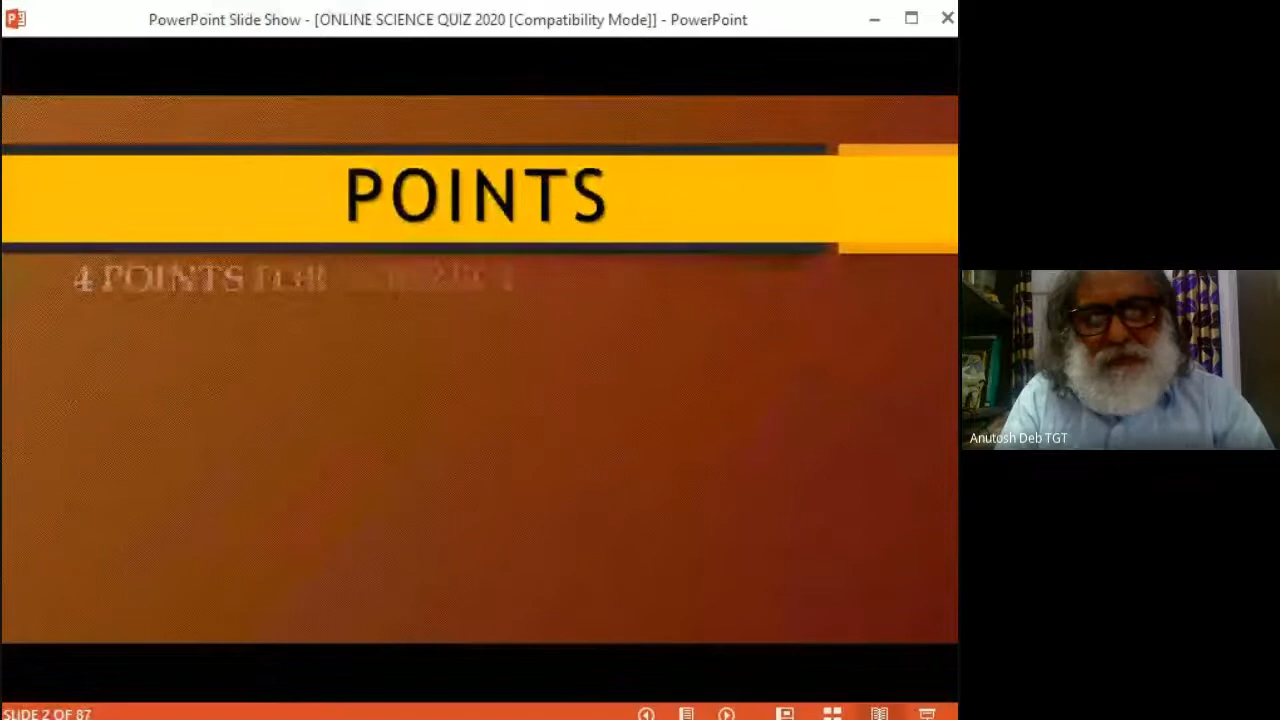 PowerPoint Slide Show - [ONLINE SCIENCE QUIZ 2020 [Compatibility Mode]] - PowerPoint
POINTS
4 POINTS FOR
Anutosh Deb TGT
SLIDE 2 OF 87